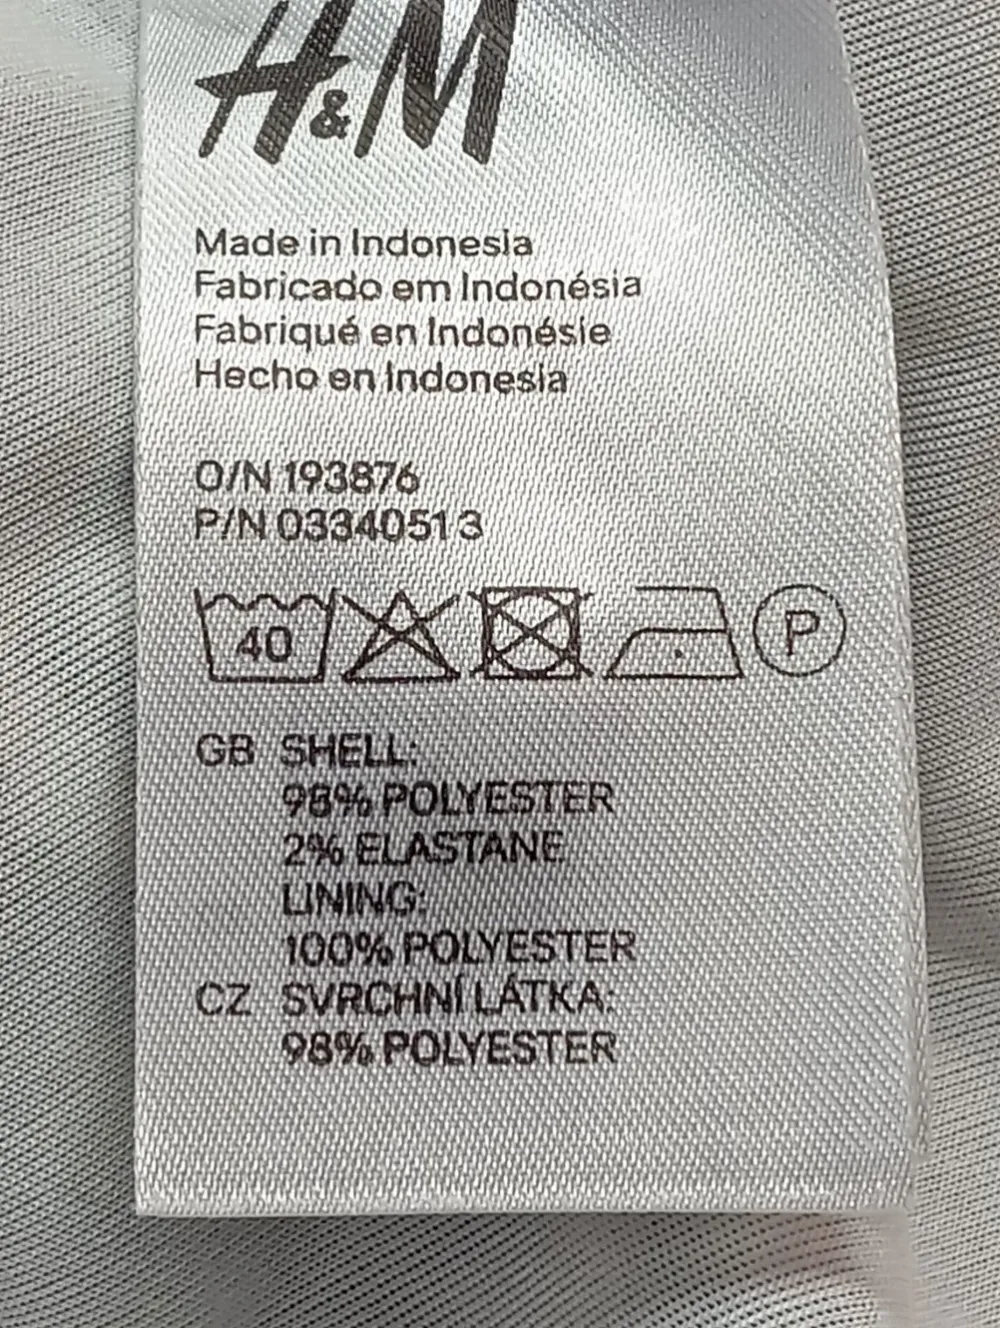 H&M
Made in Indonesia
Fabricado em Indonésia
Fabriqué en Indonésie
Hecho en Indonesia
O/N 193876
P/N 03340513
40 P
GB SHELL:
98% POLYESTER
2% ELASTANE
LINING:
100% POLYESTER
CZ SVRCHNÍ LÁTKA:
98% POLYESTER